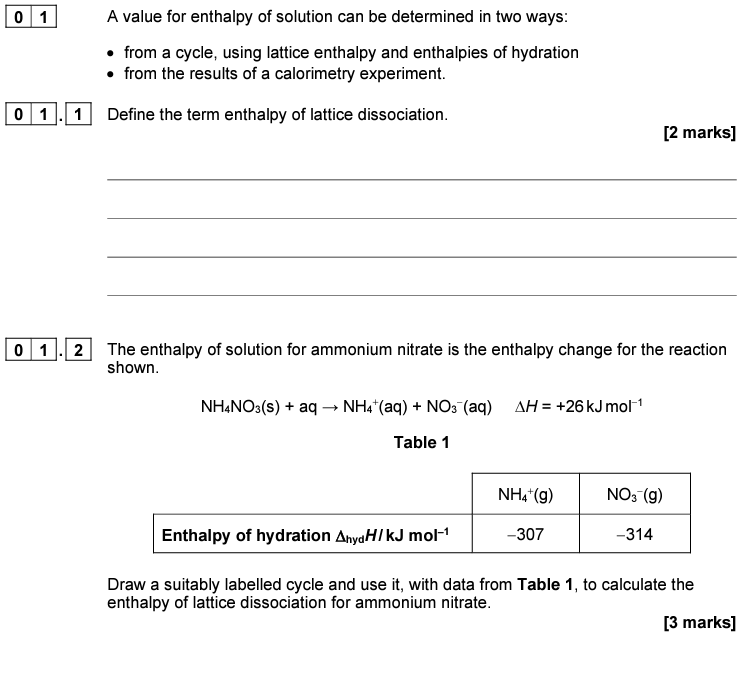 0 1 A value for enthalpy of solution can be determined in two ways:
• from a cycle, using lattice enthalpy and enthalpies of hydration
• from the results of a calorimetry experiment.
0 1 . 1 Define the term enthalpy of lattice dissociation.
[2 marks]
0 1 . 2 The enthalpy of solution for ammonium nitrate is the enthalpy change for the reaction
shown.
NH₄NO₃(s) + aq → NH₄⁺(aq) + NO₃⁻(aq) ΔH = +26 kJ mol⁻¹
Table 1
NH₄⁺(g) NO₃⁻(g)
Enthalpy of hydration ΔhydH/ kJ mol⁻¹ −307 −314
Draw a suitably labelled cycle and use it, with data from Table 1, to calculate the
enthalpy of lattice dissociation for ammonium nitrate.
[3 marks]